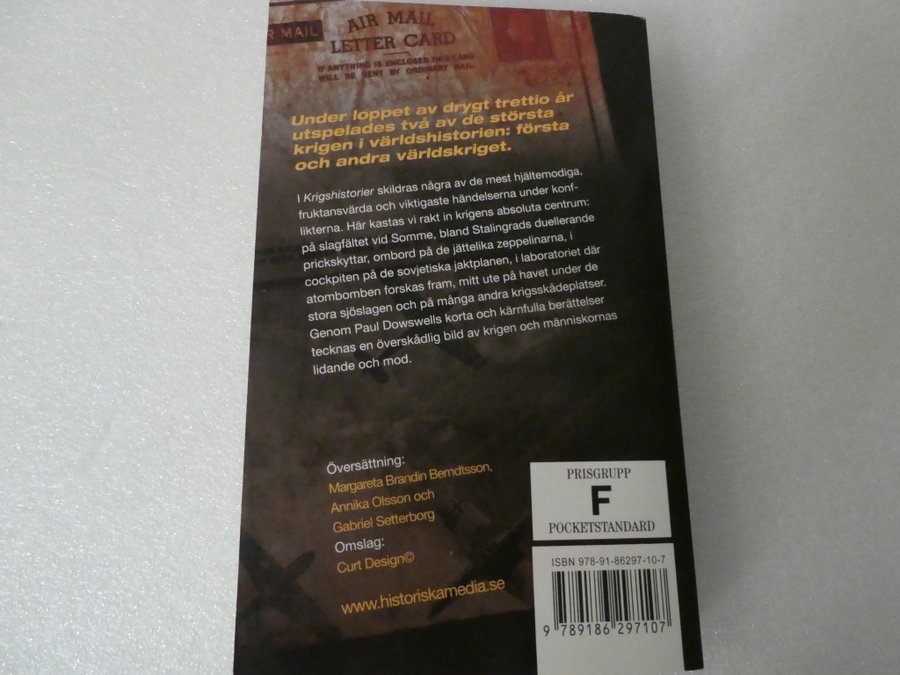 R MAIL
AIR MAIL
LETTER CARD
IF ANYTHING IS ENCLOSED THIS CARD
WILL BE SENT BY ORDINARY MAIL.
Under loppet av drygt trettio år
utspelades två av de största
krigen i världshistorien: första
och andra världskriget.
I Krigshistorier skildras några av de mest hjältemodiga,
fruktansvärda och viktigaste händelserna under konf-
likterna. Här kastas vi rakt in krigens absoluta centrum:
på slagfältet vid Somme, bland Stalingrads duellerande
prickskyttar, ombord på de jättelika zeppelinarna, i
cockpiten på de sovjetiska jaktplanen, i laboratoriet där
atombomben forskas fram, mitt ute på havet under de
stora sjöslagen och på många andra krigsskådeplatser.
Genom Paul Dowswells korta och kärnfulla berättelser
tecknas en överskådlig bild av krigen och människornas
lidande och mod.
Översättning:
Margareta Brandin Berndtsson,
Annika Olsson och
Gabriel Setterborg
Omslag:
Curt Design©
www.historiskamedia.se
PRISGRUPP
F
POCKETSTANDARD
ISBN 978-91-86297-10-7
9 789186 297107